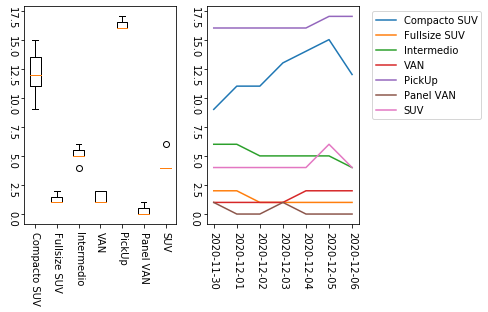 17.5
15.0
12.5
10.0
7.5
5.0
2.5
0.0
Compacto SUV
Fullsize SUV
Intermedio
VAN
PickUp
Panel VAN
SUV
17.5
15.0
12.5
10.0
7.5
5.0
2.5
0.0
2020-11-30
2020-12-01
2020-12-02
2020-12-03
2020-12-04
2020-12-05
2020-12-06
Compacto SUV
Fullsize SUV
Intermedio
VAN
PickUp
Panel VAN
SUV